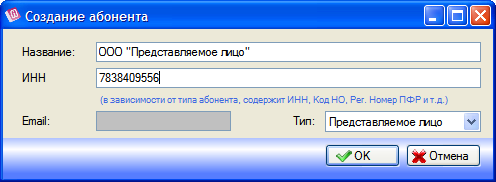 Создание абонента
Название: ООО "Представляемое лицо"
ИНН 7838409556
(в зависимости от типа абонента, содержит ИНН, Код НО, Рег. Номер ПФР и т.д.)
Email: Тип: Представляемое лицо
OK Отмена